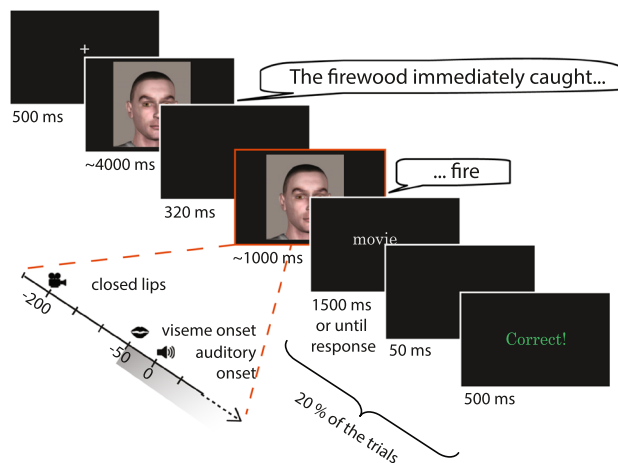 +
500 ms
The firewood immediately caught...
~4000 ms
320 ms
... fire
~1000 ms
movie
1500 ms
or until
response
50 ms
Correct!
500 ms
20 % of the trials
closed lips
-200
viseme onset
-50
auditory
onset
0